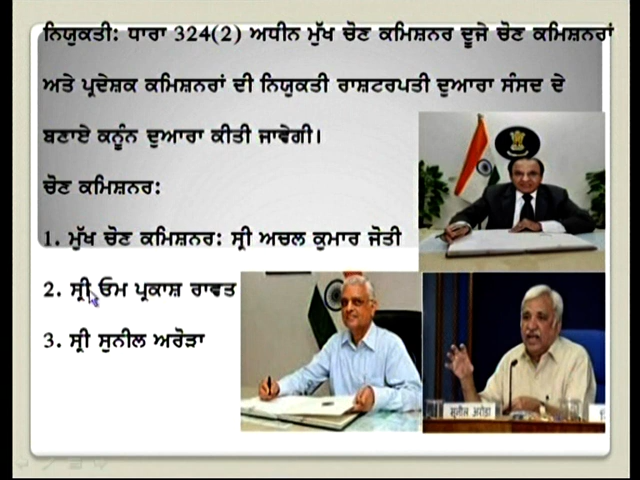 ਨਿਯੁਕਤੀ: ਧਾਰਾ 324(2) ਅਧੀਨ ਮੁੱਖ ਚੋਣ ਕਮਿਸ਼ਨਰ ਦੂਜੇ ਚੋਣ ਕਮਿਸ਼ਨਰਾਂ
ਅਤੇ ਪ੍ਰਦੇਸ਼ਕ ਕਮਿਸ਼ਨਰਾਂ ਦੀ ਨਿਯੁਕਤੀ ਰਾਸ਼ਟਰਪਤੀ ਦੁਆਰਾ ਸੰਸਦ ਦੇ
ਬਣਾਏ ਕਨੂੰਨ ਦੁਆਰਾ ਕੀਤੀ ਜਾਵੇਗੀ।
ਚੋਣ ਕਮਿਸ਼ਨਰ:
1. ਮੁੱਖ ਚੋਣ ਕਮਿਸ਼ਨਰ: ਸ੍ਰੀ ਅਚਲ ਕੁਮਾਰ ਜੋਤੀ
2. ਸ੍ਰੀ ਓਮ ਪ੍ਰਕਾਸ਼ ਰਾਵਤ
3. ਸ੍ਰੀ ਸੁਨੀਲ ਅਰੋੜਾ
सुनील अरोड़ा